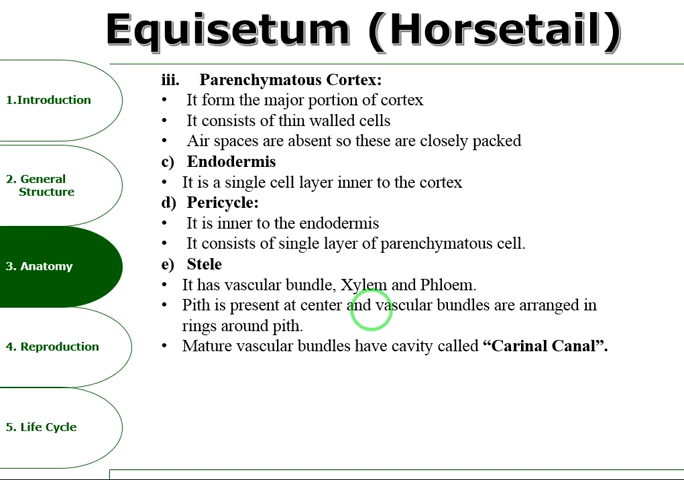 Equisetum (Horsetail)
1.Introduction
2. General
Structure
3. Anatomy
4. Reproduction
5. Life Cycle
iii. Parenchymatous Cortex:
• It form the major portion of cortex
• It consists of thin walled cells
• Air spaces are absent so these are closely packed
c) Endodermis
• It is a single cell layer inner to the cortex
d) Pericycle:
• It is inner to the endodermis
• It consists of single layer of parenchymatous cell.
e) Stele
• It has vascular bundle, Xylem and Phloem.
• Pith is present at center and vascular bundles are arranged in
rings around pith.
• Mature vascular bundles have cavity called “Carinal Canal”.